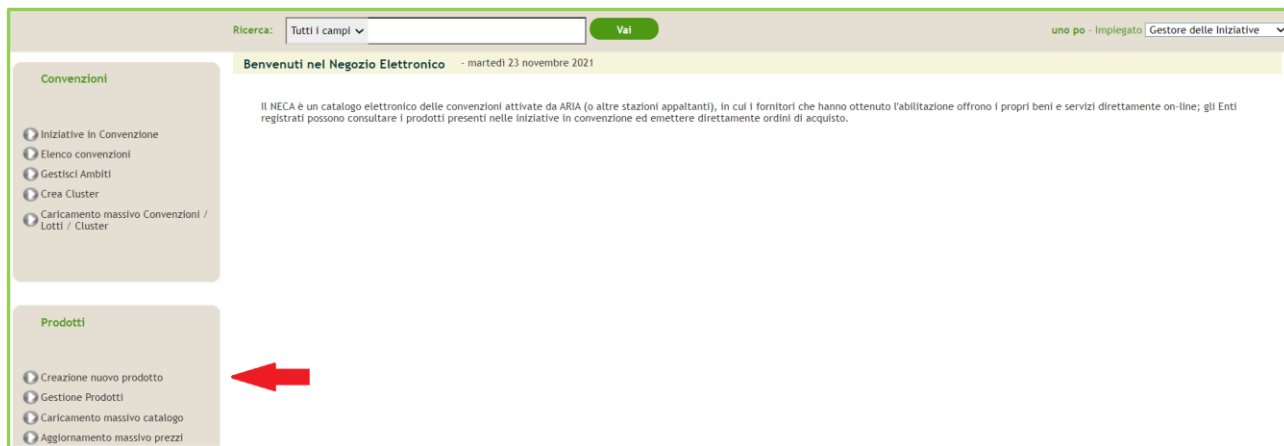 Ricerca: Tutti i campi Vai uno po - Impiegato Gestore delle Iniziative
Benvenuti nel Negozio Elettronico - martedì 23 novembre 2021
Il NECA è un catalogo elettronico delle convenzioni attivate da ARIA (o altre stazioni appaltanti), in cui i fornitori che hanno ottenuto l'abilitazione offrono i propri beni e servizi direttamente on-line; gli Enti
registrati possono consultare i prodotti presenti nelle iniziative in convenzione ed emettere direttamente ordini di acquisto.
Convenzioni
Iniziative in Convenzione
Elenco convenzioni
Gestisci Ambiti
Crea Cluster
Caricamento massivo Convenzioni /
Lotti / Cluster
Prodotti
Creazione nuovo prodotto
Gestione Prodotti
Caricamento massivo catalogo
Aggiornamento massivo prezzi